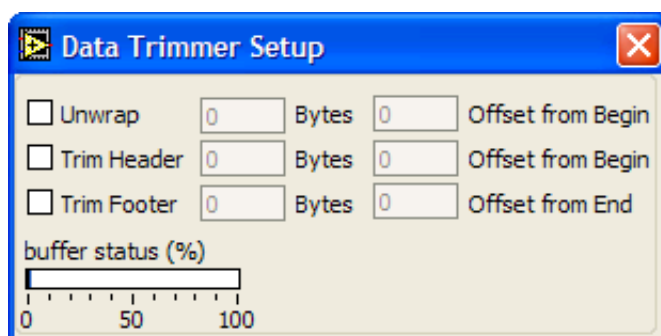 Data Trimmer Setup
Unwrap 0 Bytes 0 Offset from Begin
Trim Header 0 Bytes 0 Offset from Begin
Trim Footer 0 Bytes 0 Offset from End
buffer status (%)
0 50 100